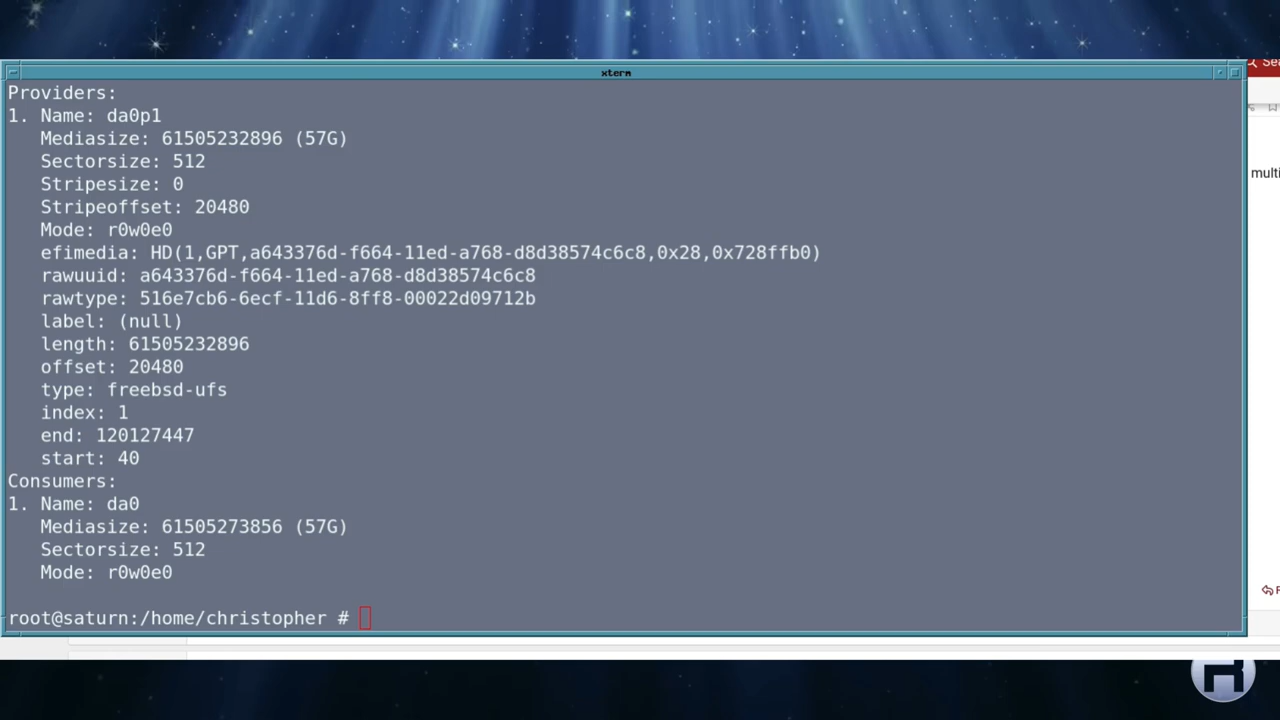 xterm
Providers:
1. Name: da0p1
   Mediasize: 61505232896 (57G)
   Sectorsize: 512
   Stripesize: 0
   Stripeoffset: 20480
   Mode: r0w0e0
   efimedia: HD(1,GPT,a643376d-f664-11ed-a768-d8d38574c6c8,0x28,0x728ffb0)
   rawuuid: a643376d-f664-11ed-a768-d8d38574c6c8
   rawtype: 516e7cb6-6ecf-11d6-8ff8-00022d09712b
   label: (null)
   length: 61505232896
   offset: 20480
   type: freebsd-ufs
   index: 1
   end: 120127447
   start: 40
Consumers:
1. Name: da0
   Mediasize: 61505273856 (57G)
   Sectorsize: 512
   Mode: r0w0e0
root@saturn:/home/christopher #
multi